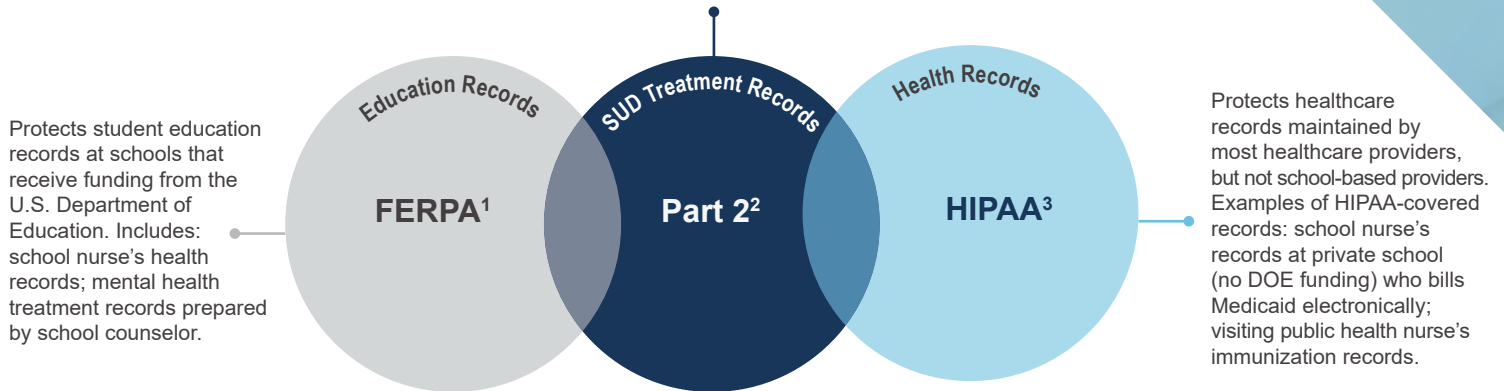 Education Records
SUD Treatment Records
Health Records
Protects student education
records at schools that
receive funding from the
U.S. Department of
Education. Includes:
school nurse’s health
records; mental health
treatment records prepared
by school counselor.
FERPA¹
Part 2²
HIPAA³
Protects healthcare
records maintained by
most healthcare providers,
but not school-based providers.
Examples of HIPAA-covered
records: school nurse’s
records at private school
(no DOE funding) who bills
Medicaid electronically;
visiting public health nurse’s
immunization records.